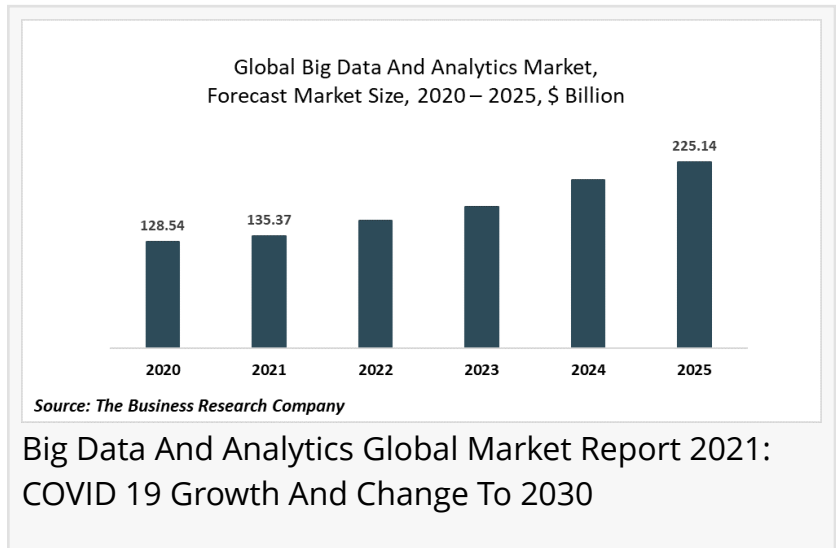 Global Big Data And Analytics Market,
Forecast Market Size, 2020 – 2025, $ Billion
225.14
128.54
135.37
2020
2021
2022
2023
2024
2025
Source: The Business Research Company
Big Data And Analytics Global Market Report 2021:
COVID 19 Growth And Change To 2030